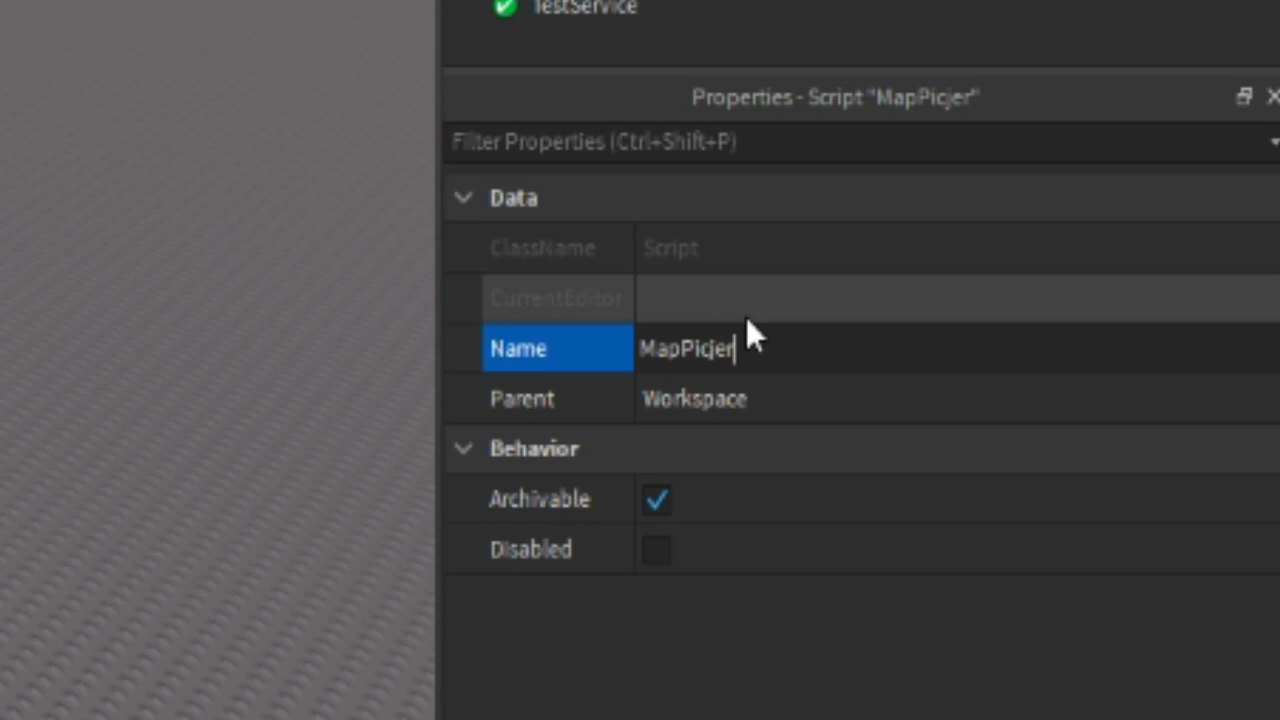 TestService
Properties - Script "MapPicjer"
Filter Properties (Ctrl+Shift+P)
Data
ClassName Script
CurrentEditor
Name MapPicjer
Parent Workspace
Behavior
Archivable
Disabled